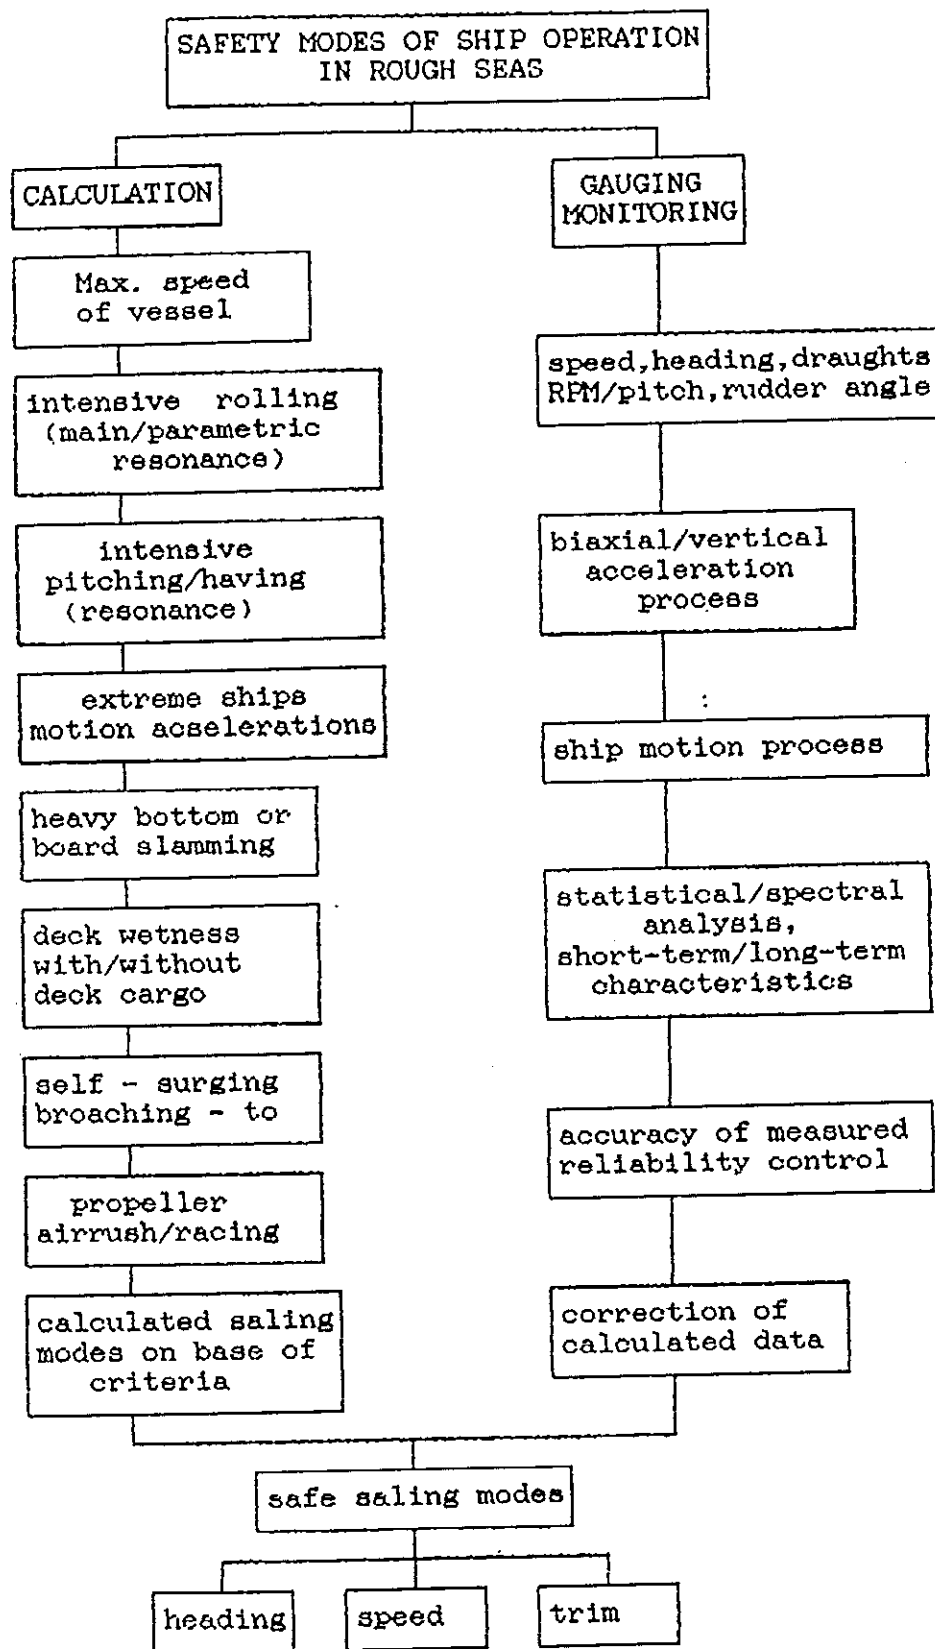 SAFETY MODES OF SHIP OPERATION
IN ROUGH SEAS
CALCULATION
Max. speed
of vessel
intensive rolling
(main/parametric
resonance)
intensive
pitching/having
(resonance)
extreme ships
motion acselerations
heavy bottom or
board slamming
deck wetness
with/without
deck cargo
self - surging
broaching - to
propeller
airrush/racing
calculated saling
modes on base of
criteria
GAUGING
MONITORING
speed,heading,draughts
RPM/pitch,rudder angle
biaxial/vertical
acceleration
process
ship motion process
statistical/spectral
analysis,
short-term/long-term
characteristics
accuracy of measured
reliability control
correction of
calculated data
safe saling modes
heading
speed
trim